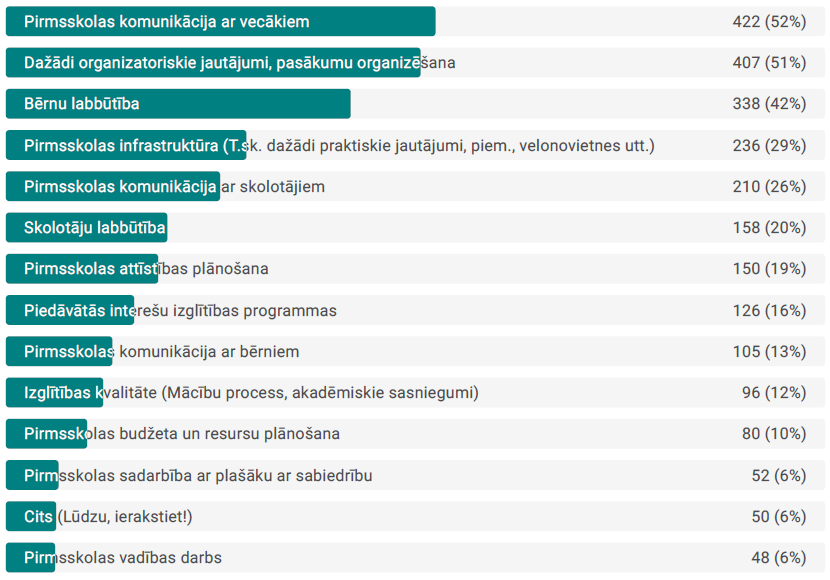 Pirmsskolas komunikācija ar vecākiem 422 (52%)
Dažādi organizatoriskie jautājumi, pasākumu organizēšana 407 (51%)
Bērnu labbūtība 338 (42%)
Pirmsskolas infrastruktūra (T.sk. dažādi praktiskie jautājumi, piem., velonovietnes utt.) 236 (29%)
Pirmsskolas komunikācija ar skolotājiem 210 (26%)
Skolotāju labbūtība 158 (20%)
Pirmsskolas attīstības plānošana 150 (19%)
Piedāvātās interešu izglītības programmas 126 (16%)
Pirmsskolas komunikācija ar bērniem 105 (13%)
Izglītības kvalitāte (Mācību process, akadēmiskie sasniegumi) 96 (12%)
Pirmsskolas budžeta un resursu plānošana 80 (10%)
Pirmsskolas sadarbība ar plašāku ar sabiedrību 52 (6%)
Cits (Lūdzu, ierakstiet!) 50 (6%)
Pirmsskolas vadības darbs 48 (6%)